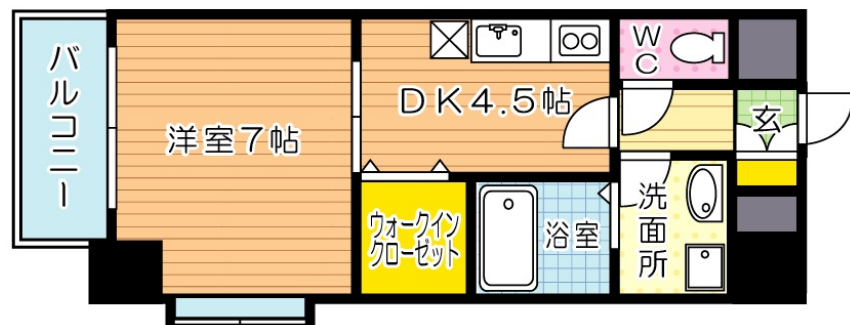 バルコニー
洋室7帖
DK4.5帖
WC
玄
ウォークイン
クローゼット
浴室
洗面所